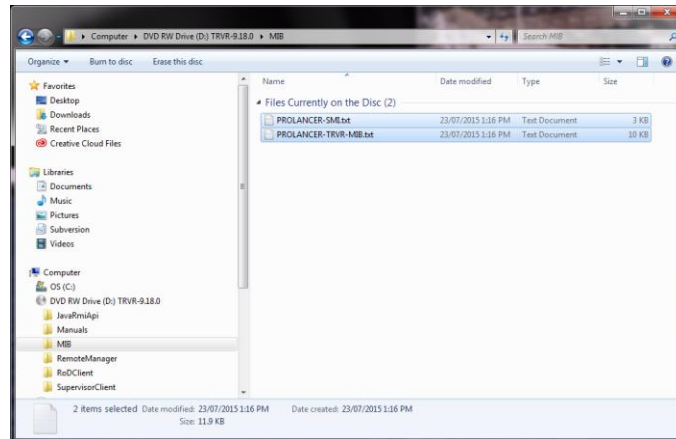 Computer ▸ DVD RW Drive (D:) TRVR-9.18.0 ▸ MIB
Search MIB
Organize ▾ Burn to disc Erase this disc
Favorites
Desktop
Downloads
Recent Places
Creative Cloud Files
Libraries
Documents
Music
Pictures
Subversion
Videos
Computer
OS (C:)
DVD RW Drive (D:) TRVR-9.18.0
JavaRmiApi
Manuals
MIB
RemoteManager
RoDClient
SupervisorClient
Name Date modified Type Size
Files Currently on the Disc (2)
PROLANCER-SMI.txt 23/07/2015 1:16 PM Text Document 3 KB
PROLANCER-TRVR-MIB.txt 23/07/2015 1:16 PM Text Document 10 KB
2 items selected Date modified: 23/07/2015 1:16 PM Date created: 23/07/2015 1:16 PM
Size: 11.9 KB